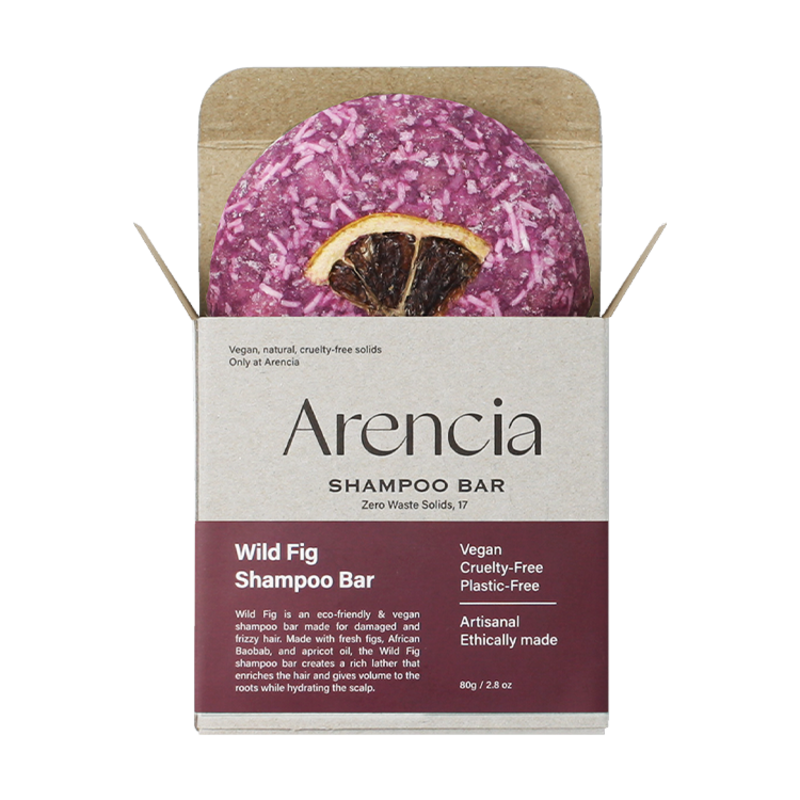 Vegan, natural, cruelty-free solids
Only at Arencia
Arencia
SHAMPOO BAR
Zero Waste Solids, 17
Wild Fig
Shampoo Bar
Wild Fig is an eco-friendly & vegan
shampoo bar made for damaged and
frizzy hair. Made with fresh figs, African
Baobab, and apricot oil, the Wild Fig
shampoo bar creates a rich lather that
enriches the hair and gives volume to the
roots while hydrating the scalp.
Vegan
Cruelty-Free
Plastic-Free
Artisanal
Ethically made
80g / 2.8 oz